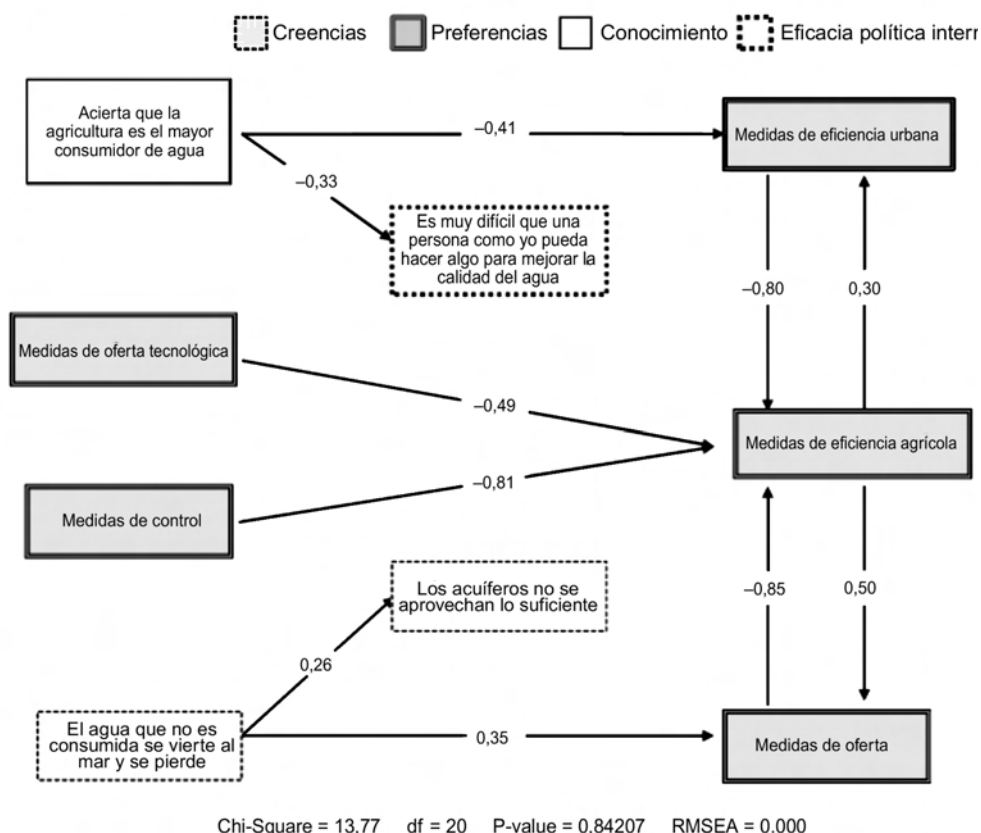 Creencias Preferencias Conocimiento Eficacia política
Acierta que la
agricultura es el mayor
consumidor de agua
–0,41
Medidas de eficiencia urbana
–0,33
Es muy difícil que una
persona como yo pueda
hacer algo para mejorar la
calidad del agua
–0,80
0,30
Medidas de oferta tecnológica
–0,49
Medidas de eficiencia agrícola
–0,81
Medidas de control
Los acuíferos no se
aprovechan lo suficiente
–0,85
0,50
0,26
El agua que no es
consumida se vierte al
mar y se pierde
0,35
Medidas de oferta
Chi-Square = 13.77 df = 20 P-value = 0.84207 RMSEA = 0.000